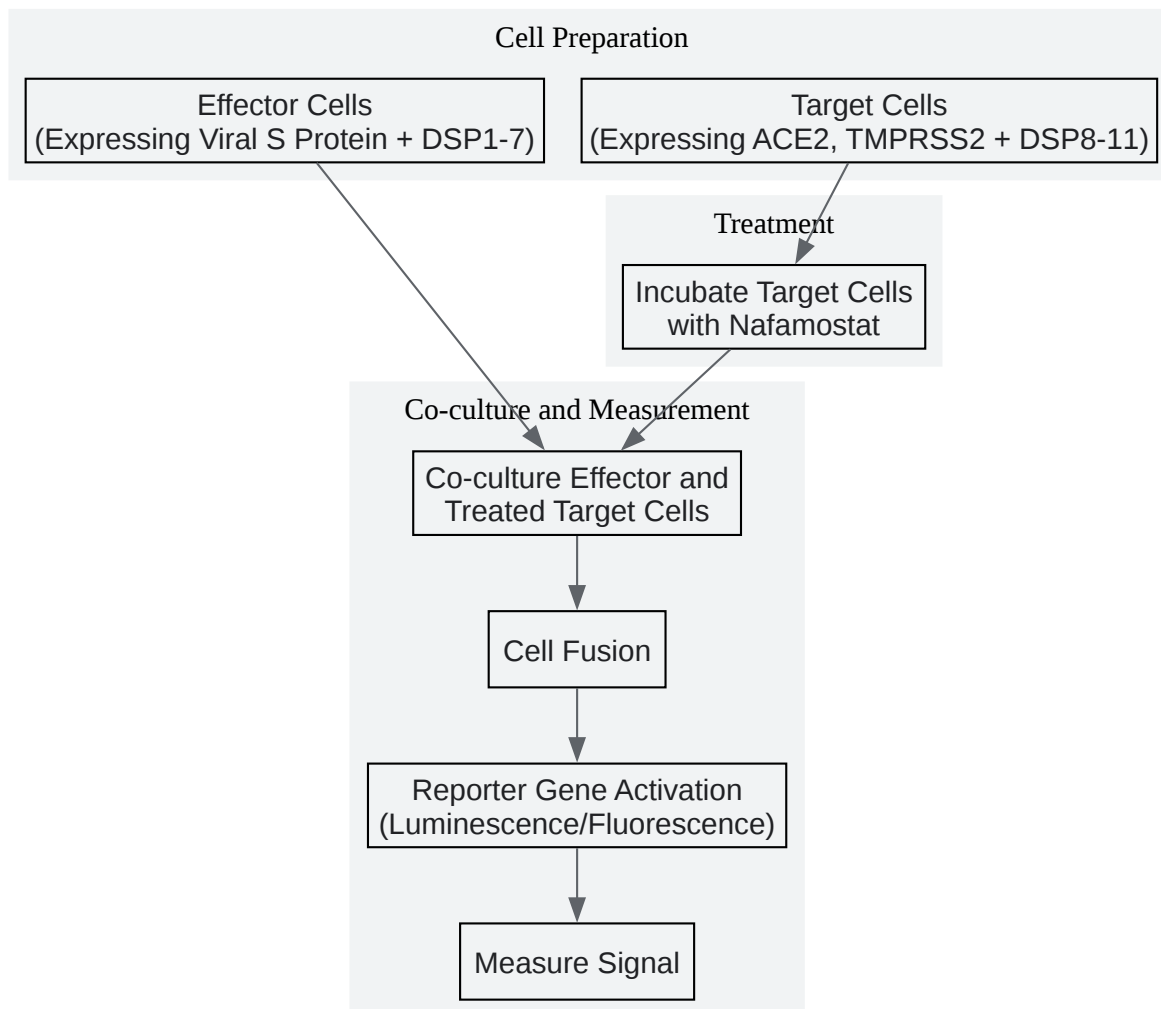 Cell Preparation
Effector Cells
(Expressing Viral S Protein + DSP1-7)
Target Cells
(Expressing ACE2, TMPRSS2 + DSP8-11)
Treatment
Incubate Target Cells
with Nafamostat
Co-culture and Measurement
Co-culture Effector and
Treated Target Cells
Cell Fusion
Reporter Gene Activation
(Luminescence/Fluorescence)
Measure Signal